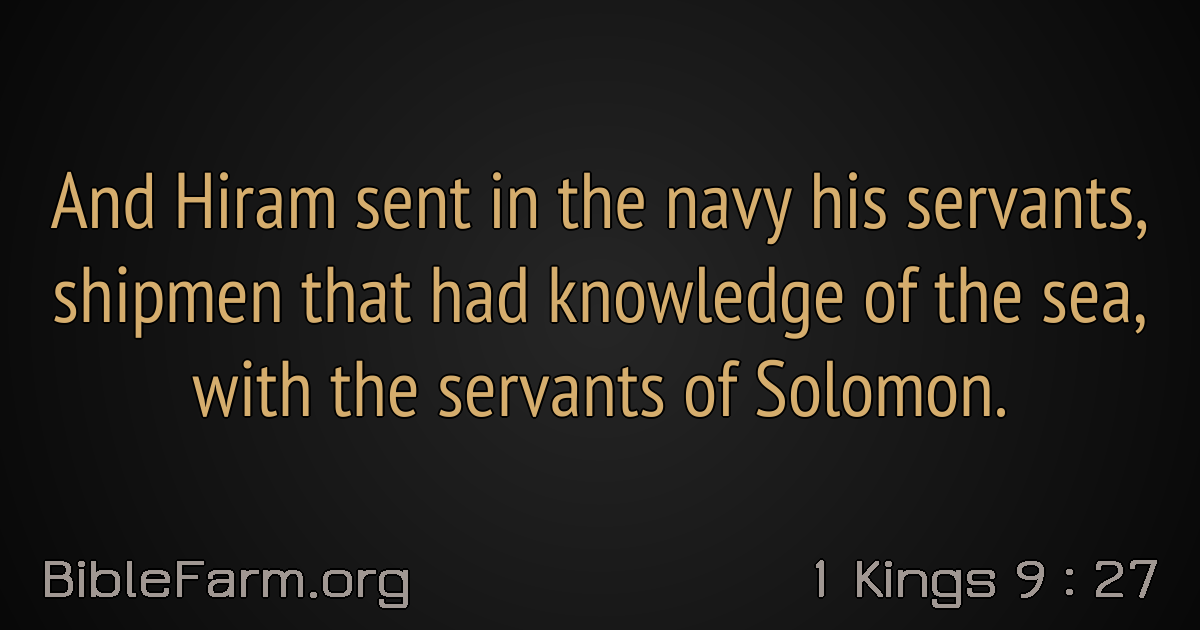 And Hiram sent in the navy his servants,
shipmen that had knowledge of the sea,
with the servants of Solomon.
BibleFarm.org
1 Kings 9 : 27